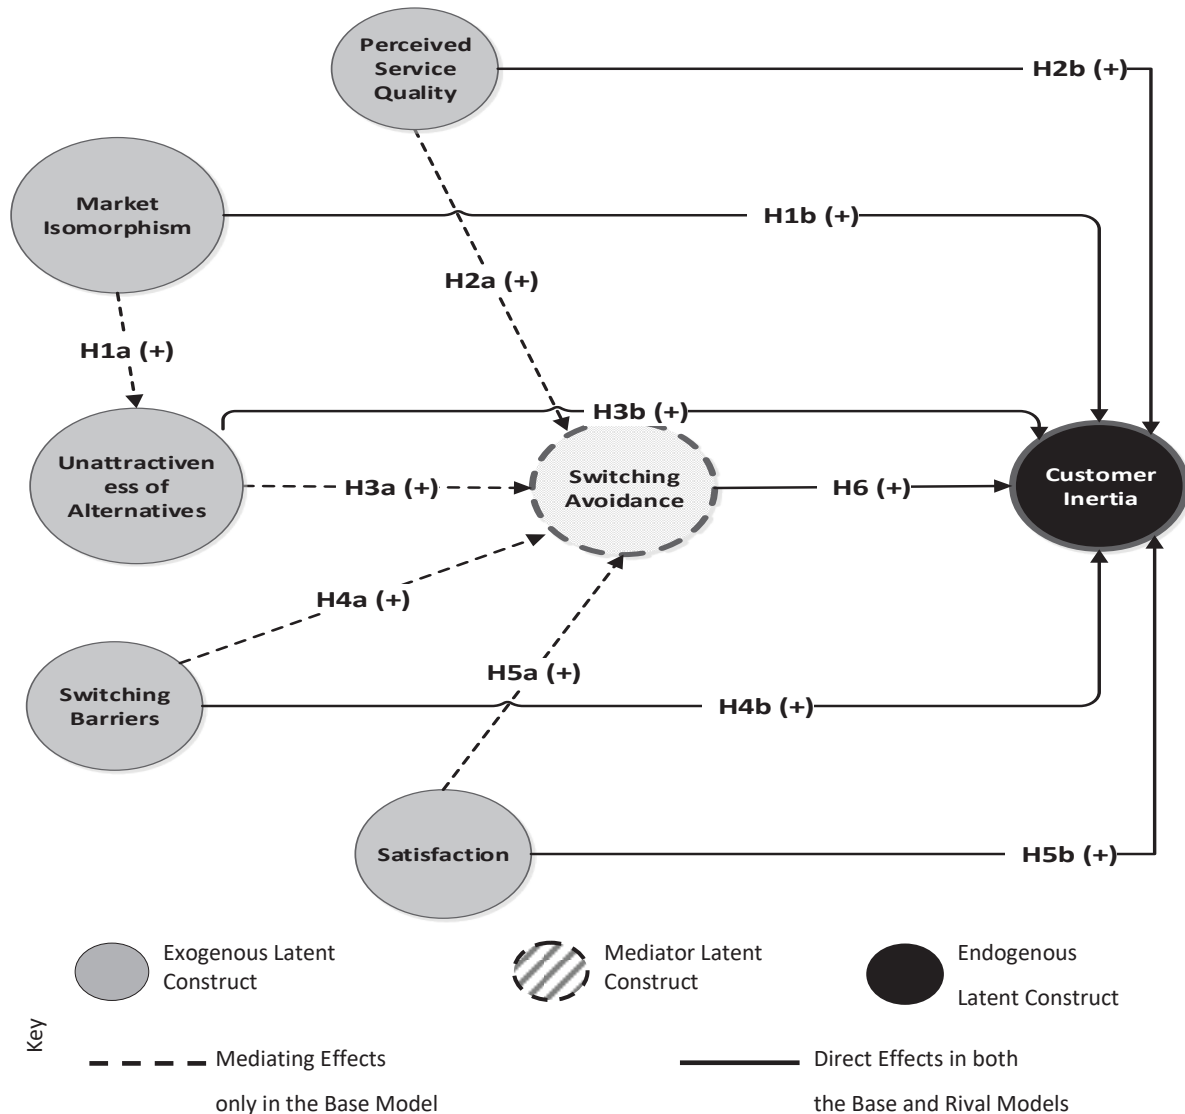 Perceived
Service
Quality
H2b (+)
Market
Isomorphism
H1b (+)
H2a (+)
H1a (+)
H3b (+)
Unattractiven
ess of
Alternatives
H3a (+)
Switching
Avoidance
H6 (+)
Customer
Inertia
H4a (+)
H5a (+)
Switching
Barriers
H4b (+)
Satisfaction
H5b (+)
Key
Exogenous Latent
Construct
Mediator Latent
Construct
Endogenous
Latent Construct
Mediating Effects
only in the Base Model
Direct Effects in both
the Base and Rival Models